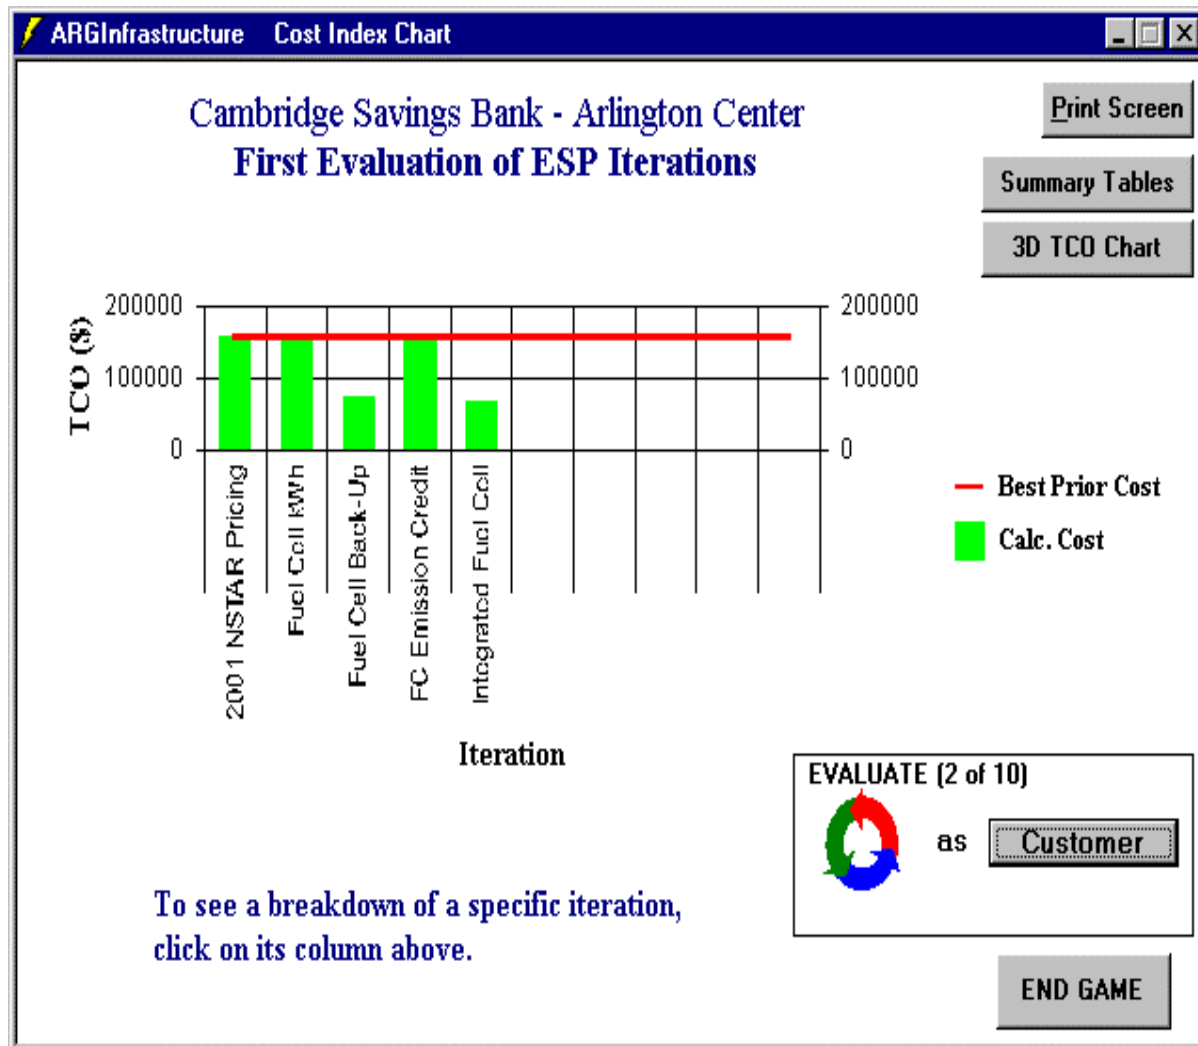 ARGInfrastructure Cost Index Chart
Cambridge Savings Bank - Arlington Center
First Evaluation of ESP Iterations
Print Screen
Summary Tables
3D TCO Chart
TCO ($)
200000
100000
0
200000
100000
0
2001 NSTAR Pricing
Fuel Cell kWh
Fuel Cell Back-Up
FC Emission Credit
Integrated Fuel Cell
Iteration
Best Prior Cost
Calc. Cost
EVALUATE (2 of 10)
as
Customer
To see a breakdown of a specific iteration,
click on its column above.
END GAME